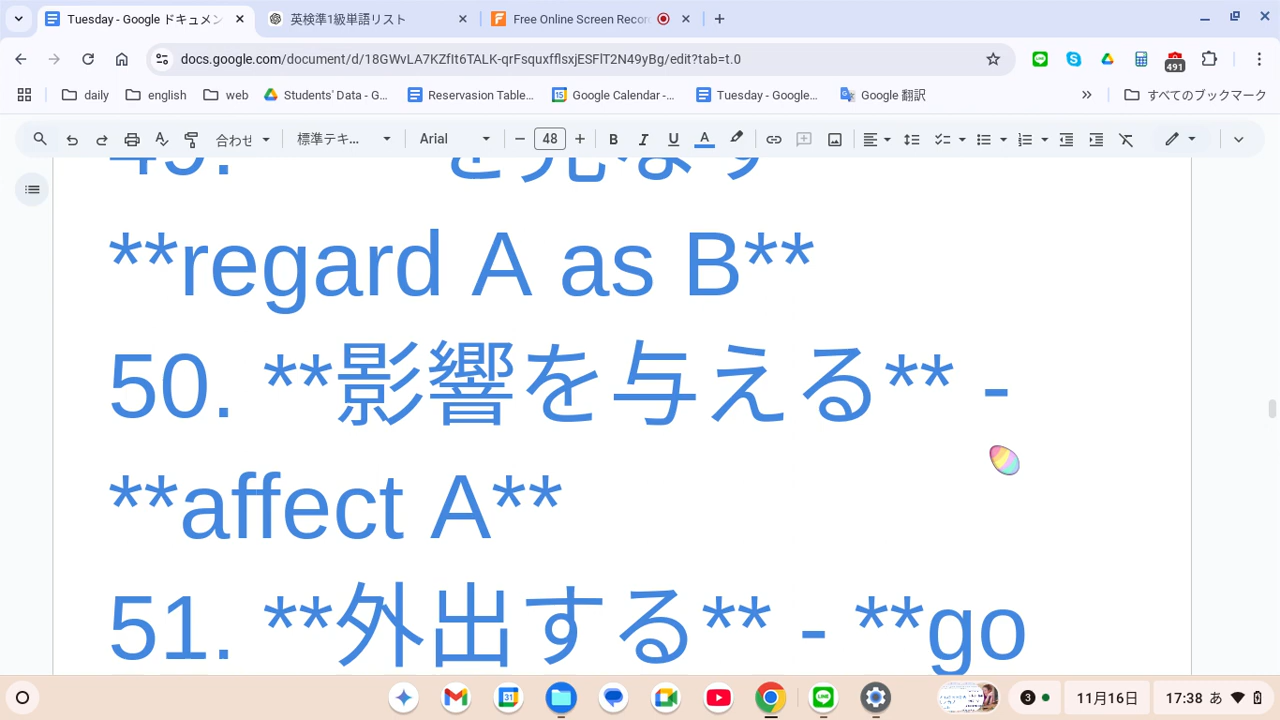 Tuesday - Google ドキュメン
英検準1級単語リスト
Free Online Screen Recor
docs.google.com/document/d/18GWvLA7KZfIt6TALK-qrFsquxfflsxjESFlT2N49yBg/edit?tab=t.0
491
daily
english
web
Students' Data - G...
Reservasion Table...
Google Calendar -...
Tuesday - Google...
Google 翻訳
すべてのブックマーク
合わせ
標準テキ...
Arial
48
**regard A as B**
50. **影響を与える** -
**affect A**
51. **外出する** - **go
3
11月16日
17:38 あ